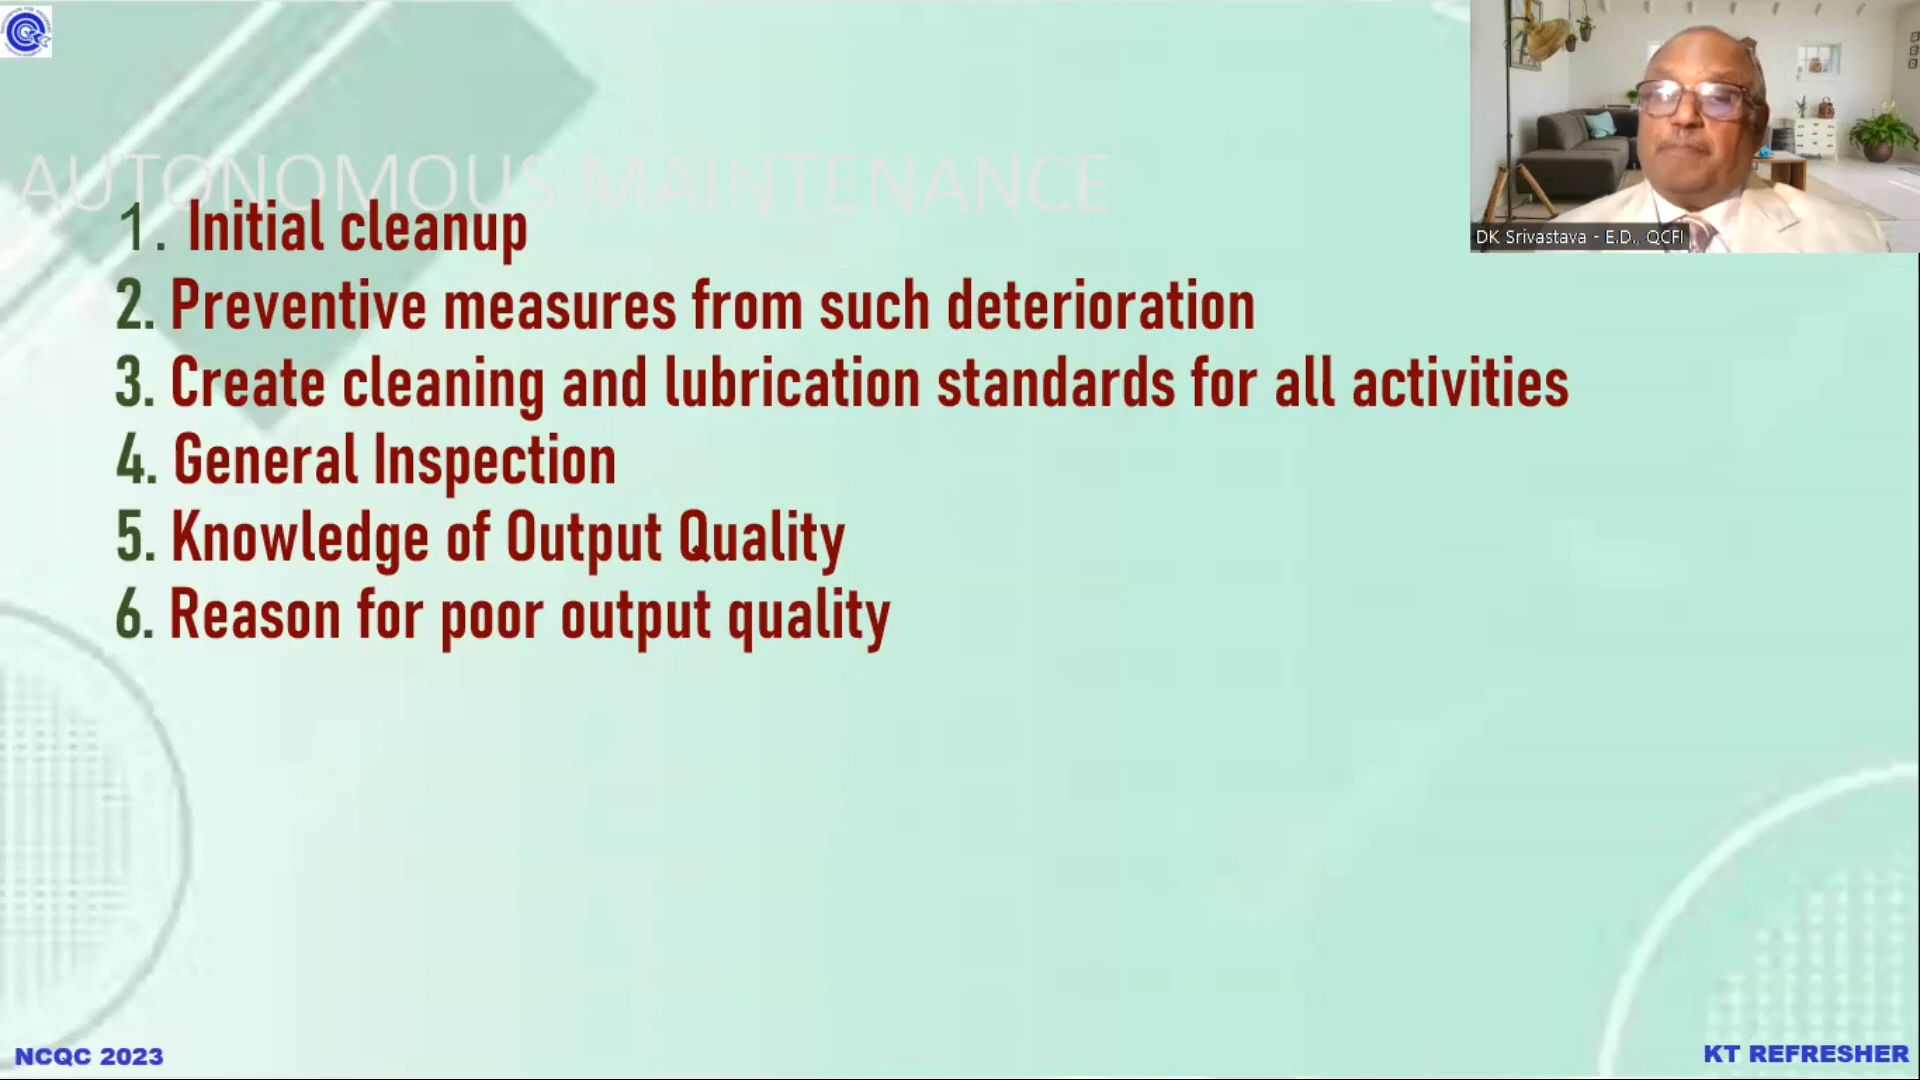 AUTONOMOUS MAINTENANCE
1. Initial cleanup
2. Preventive measures from such deterioration
3. Create cleaning and lubrication standards for all activities
4. General Inspection
5. Knowledge of Output Quality
6. Reason for poor output quality
DK Srivastava - E.D., QCFI
NCQC 2023
KT REFRESHER